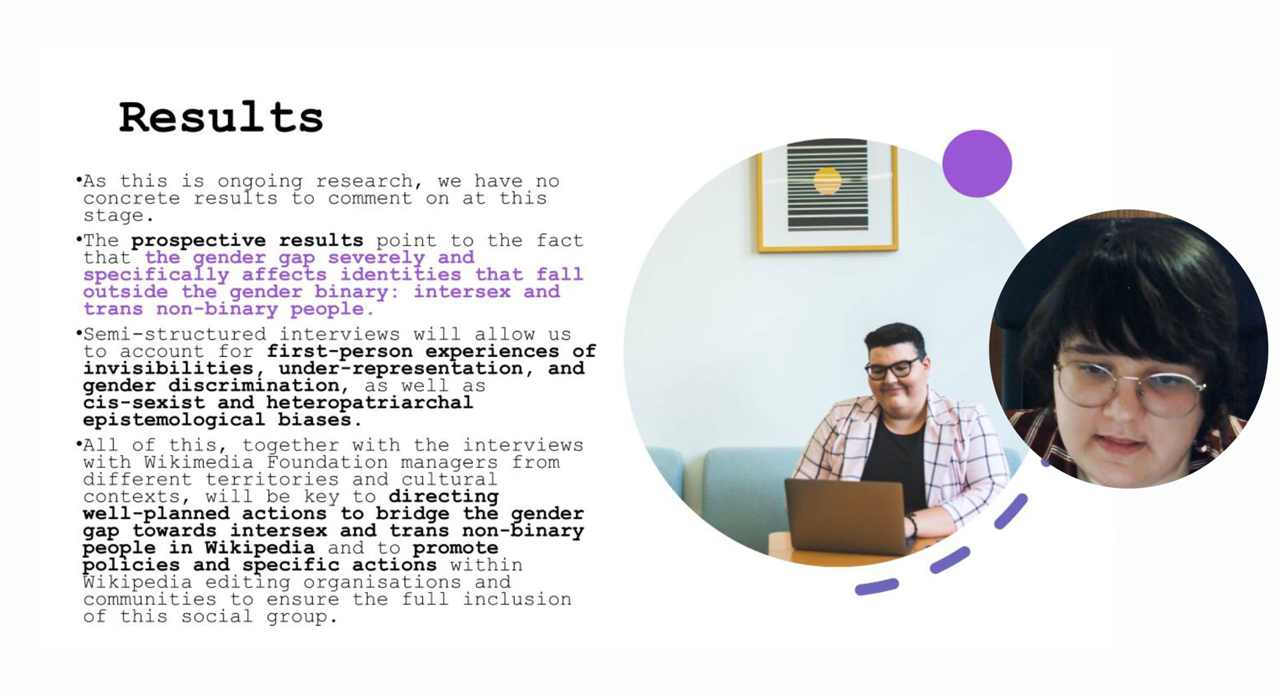 Results
•As this is ongoing research, we have no
concrete results to comment on at this
stage.
•The prospective results point to the fact
that the gender gap severely and
specifically affects identities that fall
outside the gender binary: intersex and
trans non-binary people.
•Semi-structured interviews will allow us
to account for first-person experiences of
invisibilities, under-representation, and
gender discrimination, as well as
cis-sexist and heteropatriarchal
epistemological biases.
•All of this, together with the interviews
with Wikimedia Foundation managers from
different territories and cultural
contexts, will be key to directing
well-planned actions to bridge the gender
gap towards intersex and trans non-binary
people in Wikipedia and to promote
policies and specific actions within
Wikipedia editing organisations and
communities to ensure the full inclusion
of this social group.